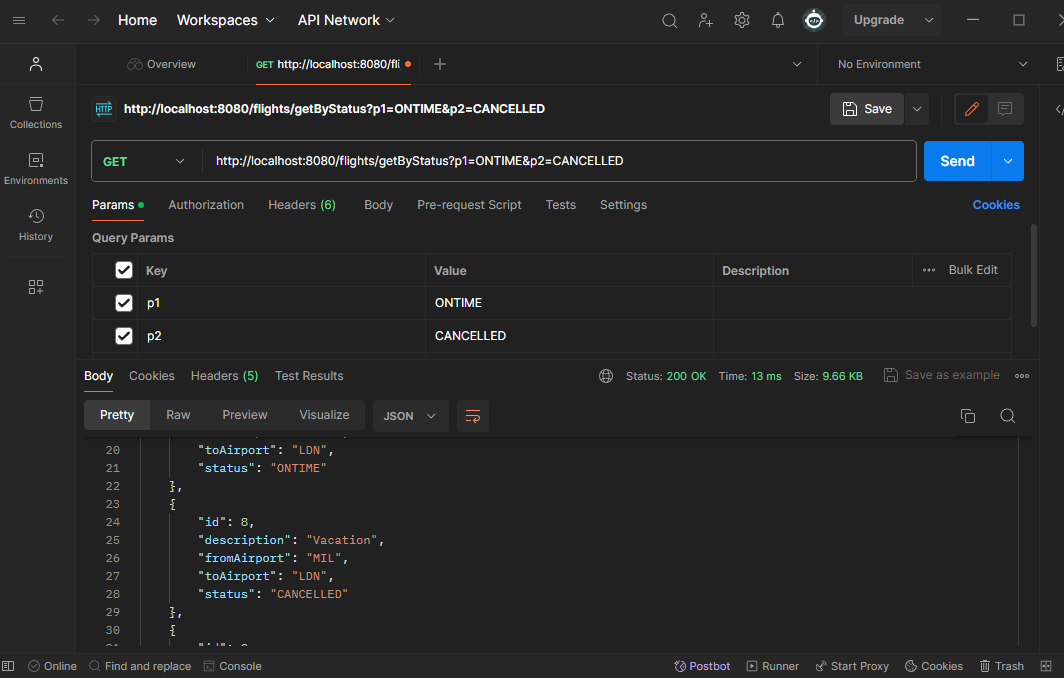 Home Workspaces API Network Upgrade
Overview GET http://localhost:8080/fli No Environment
HTTP http://localhost:8080/flights/getByStatus?p1=ONTIME&p2=CANCELLED Save
Collections
GET http://localhost:8080/flights/getByStatus?p1=ONTIME&p2=CANCELLED Send
Environments
Params Authorization Headers (6) Body Pre-request Script Tests Settings Cookies
History
Query Params
Key Value Description Bulk Edit
p1 ONTIME
p2 CANCELLED
Body Cookies Headers (5) Test Results Status: 200 OK Time: 13 ms Size: 9.66 KB Save as example
Pretty Raw Preview Visualize JSON
20 "toAirport": "LDN",
21 "status": "ONTIME"
22 },
23 {
24 "id": 8,
25 "description": "Vacation",
26 "fromAirport": "MIL",
27 "toAirport": "LDN",
28 "status": "CANCELLED"
29 },
30 {
Online Find and replace Console Postbot Runner Start Proxy Cookies Trash